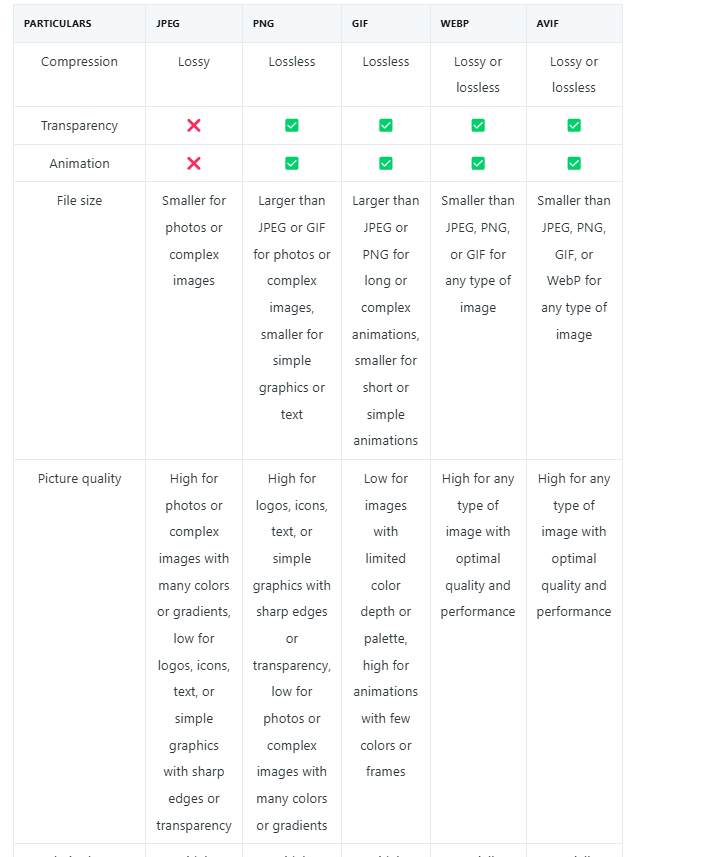 PARTICULARS JPEG PNG GIF WEBP AVIF
Compression Lossy Lossless Lossless Lossy or lossless Lossy or lossless
Transparency
Animation
File size
Smaller for
photos or
complex
images
Larger than
JPEG or GIF
for photos or
complex
images,
smaller for
simple
graphics or
text
Larger than
JPEG or
PNG for
long or
complex
animations,
smaller for
short or
simple
animations
Smaller than
JPEG, PNG,
or GIF for
any type of
image
Smaller than
JPEG, PNG,
GIF, or
WebP for
any type of
image
Picture quality
High for
photos or
complex
images with
many colors
or gradients,
low for
logos, icons,
text, or
simple
graphics
with sharp
edges or
transparency
High for
logos, icons,
text, or
simple
graphics with
sharp edges
or
transparency,
low for
photos or
complex
images with
many colors
or gradients
Low for
images
with
limited
color
depth or
palette,
high for
animations
with few
colors or
frames
High for any
type of
image with
optimal
quality and
performance
High for any
type of
image with
optimal
quality and
performance